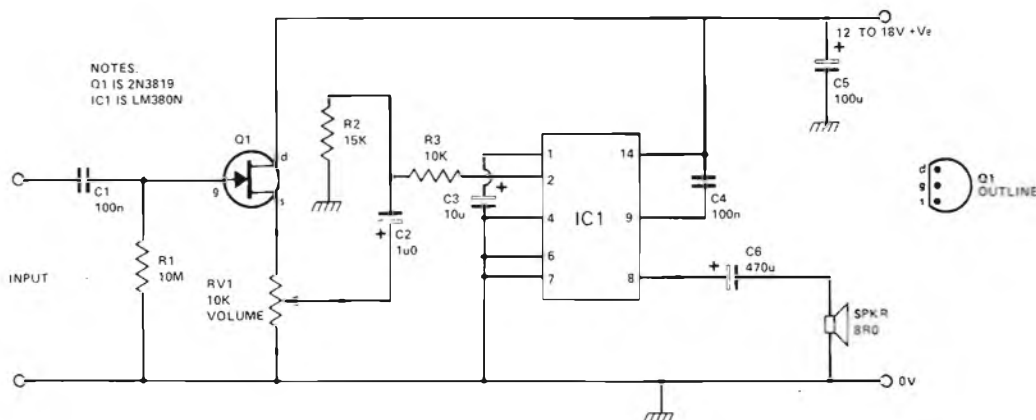 12 TO 18V +Ve
+
C5
100u
NOTES:
Q1 IS 2N3819
IC1 IS LM380N
Q1
d
g
s
C1
100n
R1
10M
INPUT
RV1
10K
VOLUME
R2
15K
R3
10K
+
C2
1u0
C3
10u
+
1
2
4
6
7
IC1
14
9
8
C4
100n
+
C6
470u
SPKR
8R0
0V
d
g
s
Q1
OUTLINE